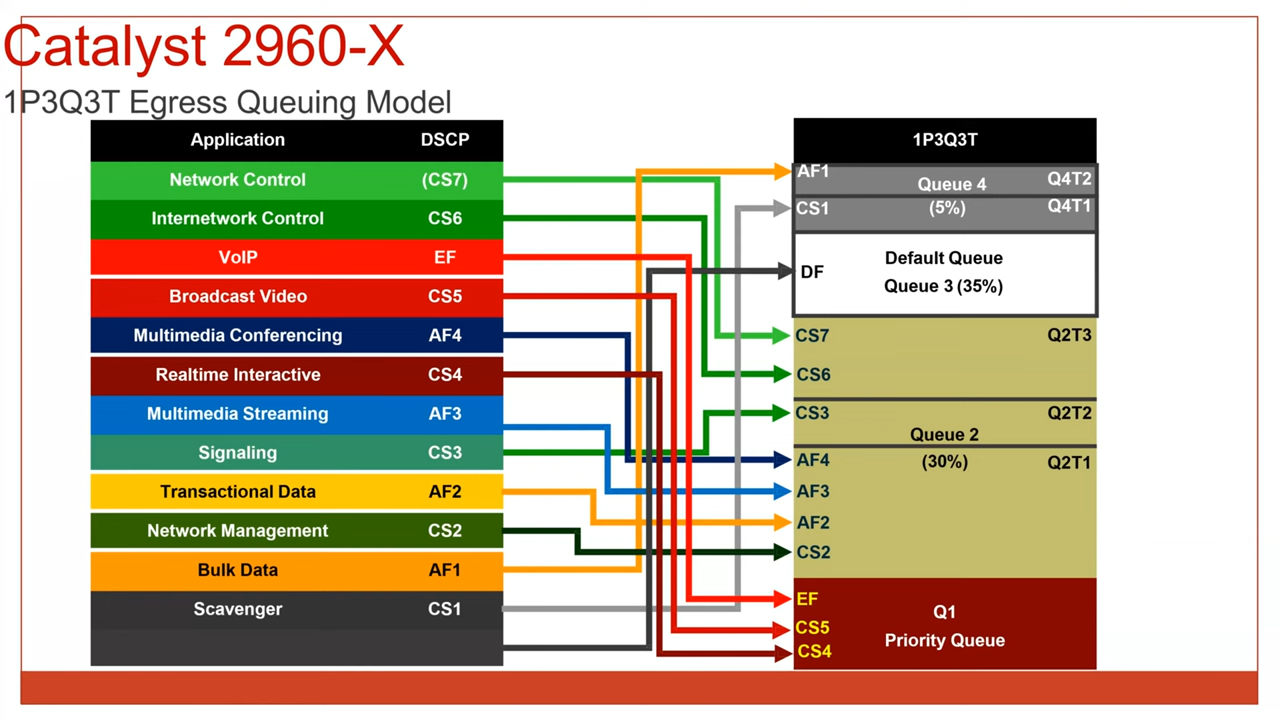 Catalyst 2960-X
1P3Q3T Egress Queuing Model
Application DSCP
Network Control (CS7)
Internetwork Control CS6
VoIP EF
Broadcast Video CS5
Multimedia Conferencing AF4
Realtime Interactive CS4
Multimedia Streaming AF3
Signaling CS3
Transactional Data AF2
Network Management CS2
Bulk Data AF1
Scavenger CS1
1P3Q3T
AF1 Queue 4 Q4T2
CS1 (5%) Q4T1
Default Queue
DF
Queue 3 (35%)
CS7 Q2T3
CS6
CS3 Q2T2
Queue 2
AF4 (30%) Q2T1
AF3
AF2
CS2
EF
Q1
CS5
Priority Queue
CS4